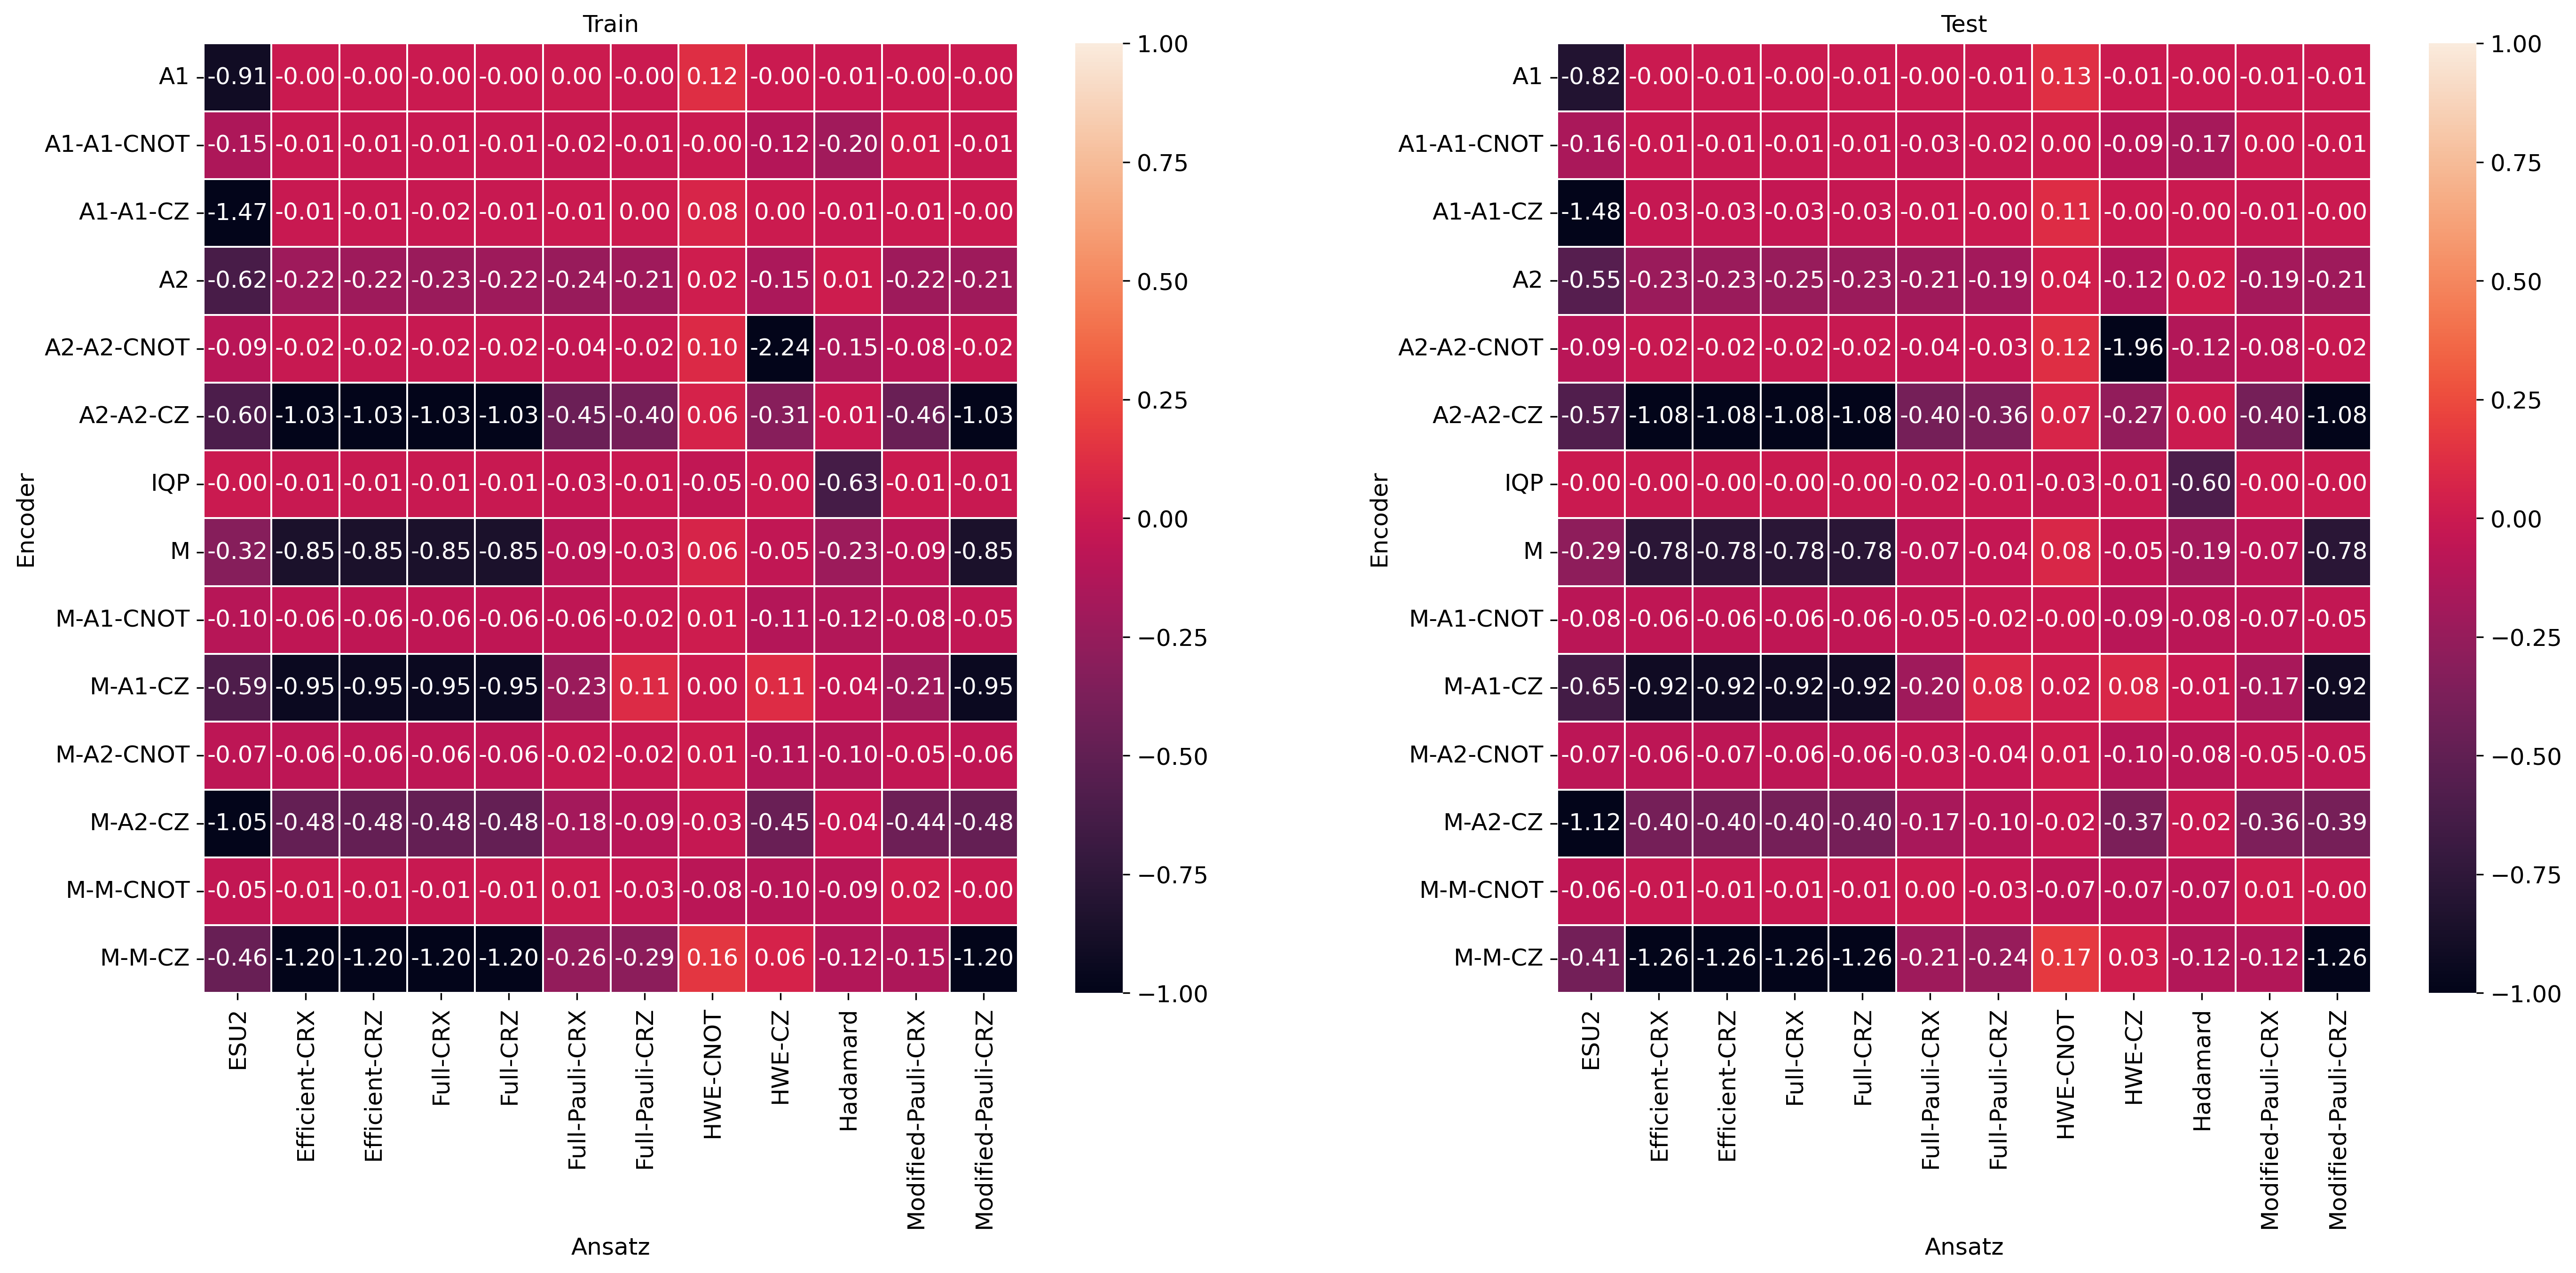 Train
A1 -0.91 -0.00 -0.00 -0.00 -0.00 0.00 -0.00 0.12 -0.00 -0.01 -0.00 -0.00
A1-A1-CNOT -0.15 -0.01 -0.01 -0.01 -0.01 -0.02 -0.01 -0.00 -0.12 -0.20 0.01 -0.01
A1-A1-CZ -1.47 -0.01 -0.01 -0.02 -0.01 -0.01 0.00 0.08 0.00 -0.01 -0.01 -0.00
A2 -0.62 -0.22 -0.22 -0.23 -0.22 -0.24 -0.21 0.02 -0.15 0.01 -0.22 -0.21
A2-A2-CNOT -0.09 -0.02 -0.02 -0.02 -0.02 -0.04 -0.02 0.10 -2.24 -0.15 -0.08 -0.02
A2-A2-CZ -0.60 -1.03 -1.03 -1.03 -1.03 -0.45 -0.40 0.06 -0.31 -0.01 -0.46 -1.03
IQP -0.00 -0.01 -0.01 -0.01 -0.01 -0.03 -0.01 -0.05 -0.00 -0.63 -0.01 -0.01
M -0.32 -0.85 -0.85 -0.85 -0.85 -0.09 -0.03 0.06 -0.05 -0.23 -0.09 -0.85
M-A1-CNOT -0.10 -0.06 -0.06 -0.06 -0.06 -0.06 -0.02 0.01 -0.11 -0.12 -0.08 -0.05
M-A1-CZ -0.59 -0.95 -0.95 -0.95 -0.95 -0.23 0.11 0.00 0.11 -0.04 -0.21 -0.95
M-A2-CNOT -0.07 -0.06 -0.06 -0.06 -0.06 -0.02 -0.02 0.01 -0.11 -0.10 -0.05 -0.06
M-A2-CZ -1.05 -0.48 -0.48 -0.48 -0.48 -0.18 -0.09 -0.03 -0.45 -0.04 -0.44 -0.48
M-M-CNOT -0.05 -0.01 -0.01 -0.01 -0.01 0.01 -0.03 -0.08 -0.10 -0.09 0.02 -0.00
M-M-CZ -0.46 -1.20 -1.20 -1.20 -1.20 -0.26 -0.29 0.16 0.06 -0.12 -0.15 -1.20
Encoder
ESU2
Efficient-CRX
Efficient-CRZ
Full-CRX
Full-CRZ
Full-Pauli-CRX
Full-Pauli-CRZ
HWE-CNOT
HWE-CZ
Hadamard
Modified-Pauli-CRX
Modified-Pauli-CRZ
Ansatz
1.00
0.75
0.50
0.25
0.00
−0.25
−0.50
−0.75
−1.00
Test
A1 -0.82 -0.00 -0.01 -0.00 -0.01 -0.00 -0.01 0.13 -0.01 -0.00 -0.01 -0.01
A1-A1-CNOT -0.16 -0.01 -0.01 -0.01 -0.01 -0.03 -0.02 0.00 -0.09 -0.17 0.00 -0.01
A1-A1-CZ -1.48 -0.03 -0.03 -0.03 -0.03 -0.01 -0.00 0.11 -0.00 -0.00 -0.01 -0.00
A2 -0.55 -0.23 -0.23 -0.25 -0.23 -0.21 -0.19 0.04 -0.12 0.02 -0.19 -0.21
A2-A2-CNOT -0.09 -0.02 -0.02 -0.02 -0.02 -0.04 -0.03 0.12 -1.96 -0.12 -0.08 -0.02
A2-A2-CZ -0.57 -1.08 -1.08 -1.08 -1.08 -0.40 -0.36 0.07 -0.27 0.00 -0.40 -1.08
IQP -0.00 -0.00 -0.00 -0.00 -0.00 -0.02 -0.01 -0.03 -0.01 -0.60 -0.00 -0.00
M -0.29 -0.78 -0.78 -0.78 -0.78 -0.07 -0.04 0.08 -0.05 -0.19 -0.07 -0.78
M-A1-CNOT -0.08 -0.06 -0.06 -0.06 -0.06 -0.05 -0.02 -0.00 -0.09 -0.08 -0.07 -0.05
M-A1-CZ -0.65 -0.92 -0.92 -0.92 -0.92 -0.20 0.08 0.02 0.08 -0.01 -0.17 -0.92
M-A2-CNOT -0.07 -0.06 -0.07 -0.06 -0.06 -0.03 -0.04 0.01 -0.10 -0.08 -0.05 -0.05
M-A2-CZ -1.12 -0.40 -0.40 -0.40 -0.40 -0.17 -0.10 -0.02 -0.37 -0.02 -0.36 -0.39
M-M-CNOT -0.06 -0.01 -0.01 -0.01 -0.01 0.00 -0.03 -0.07 -0.07 -0.07 0.01 -0.00
M-M-CZ -0.41 -1.26 -1.26 -1.26 -1.26 -0.21 -0.24 0.17 0.03 -0.12 -0.12 -1.26
Encoder
ESU2
Efficient-CRX
Efficient-CRZ
Full-CRX
Full-CRZ
Full-Pauli-CRX
Full-Pauli-CRZ
HWE-CNOT
HWE-CZ
Hadamard
Modified-Pauli-CRX
Modified-Pauli-CRZ
Ansatz
1.00
0.75
0.50
0.25
0.00
−0.25
−0.50
−0.75
−1.00